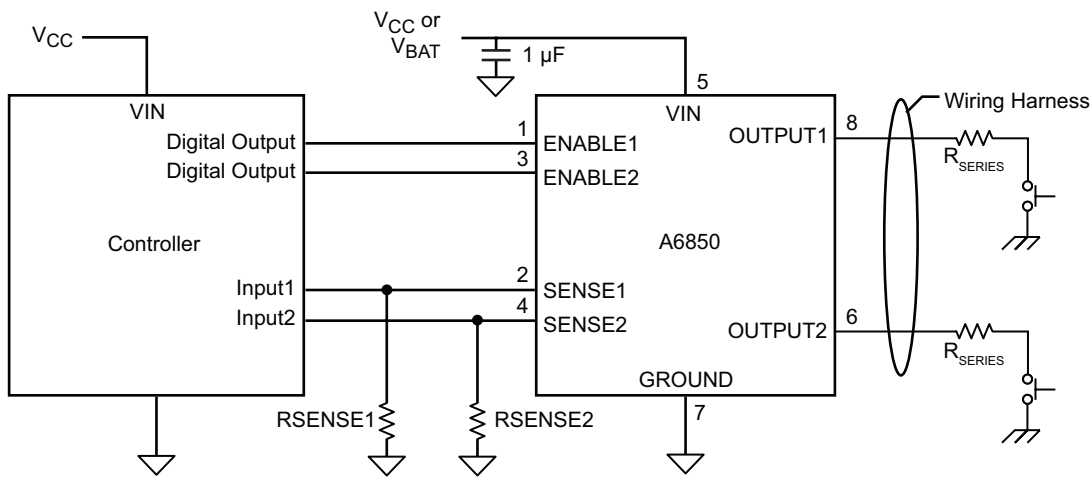 VCC
VCC or
VBAT
1 µF
5
VIN
VIN
Wiring Harness
Digital Output
1
ENABLE1
OUTPUT1
8
Digital Output
3
ENABLE2
RSERIES
Controller
A6850
Input1
2
SENSE1
Input2
4
SENSE2
OUTPUT2
6
RSERIES
GROUND
RSENSE1
RSENSE2
7